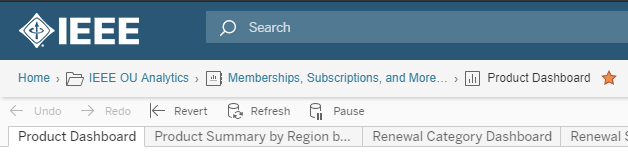 IEEE Search
Home › IEEE OU Analytics › Memberships, Subscriptions, and More... › Product Dashboard
Undo Redo Revert Refresh Pause
Product Dashboard Product Summary by Region b... Renewal Category Dashboard Renewal S